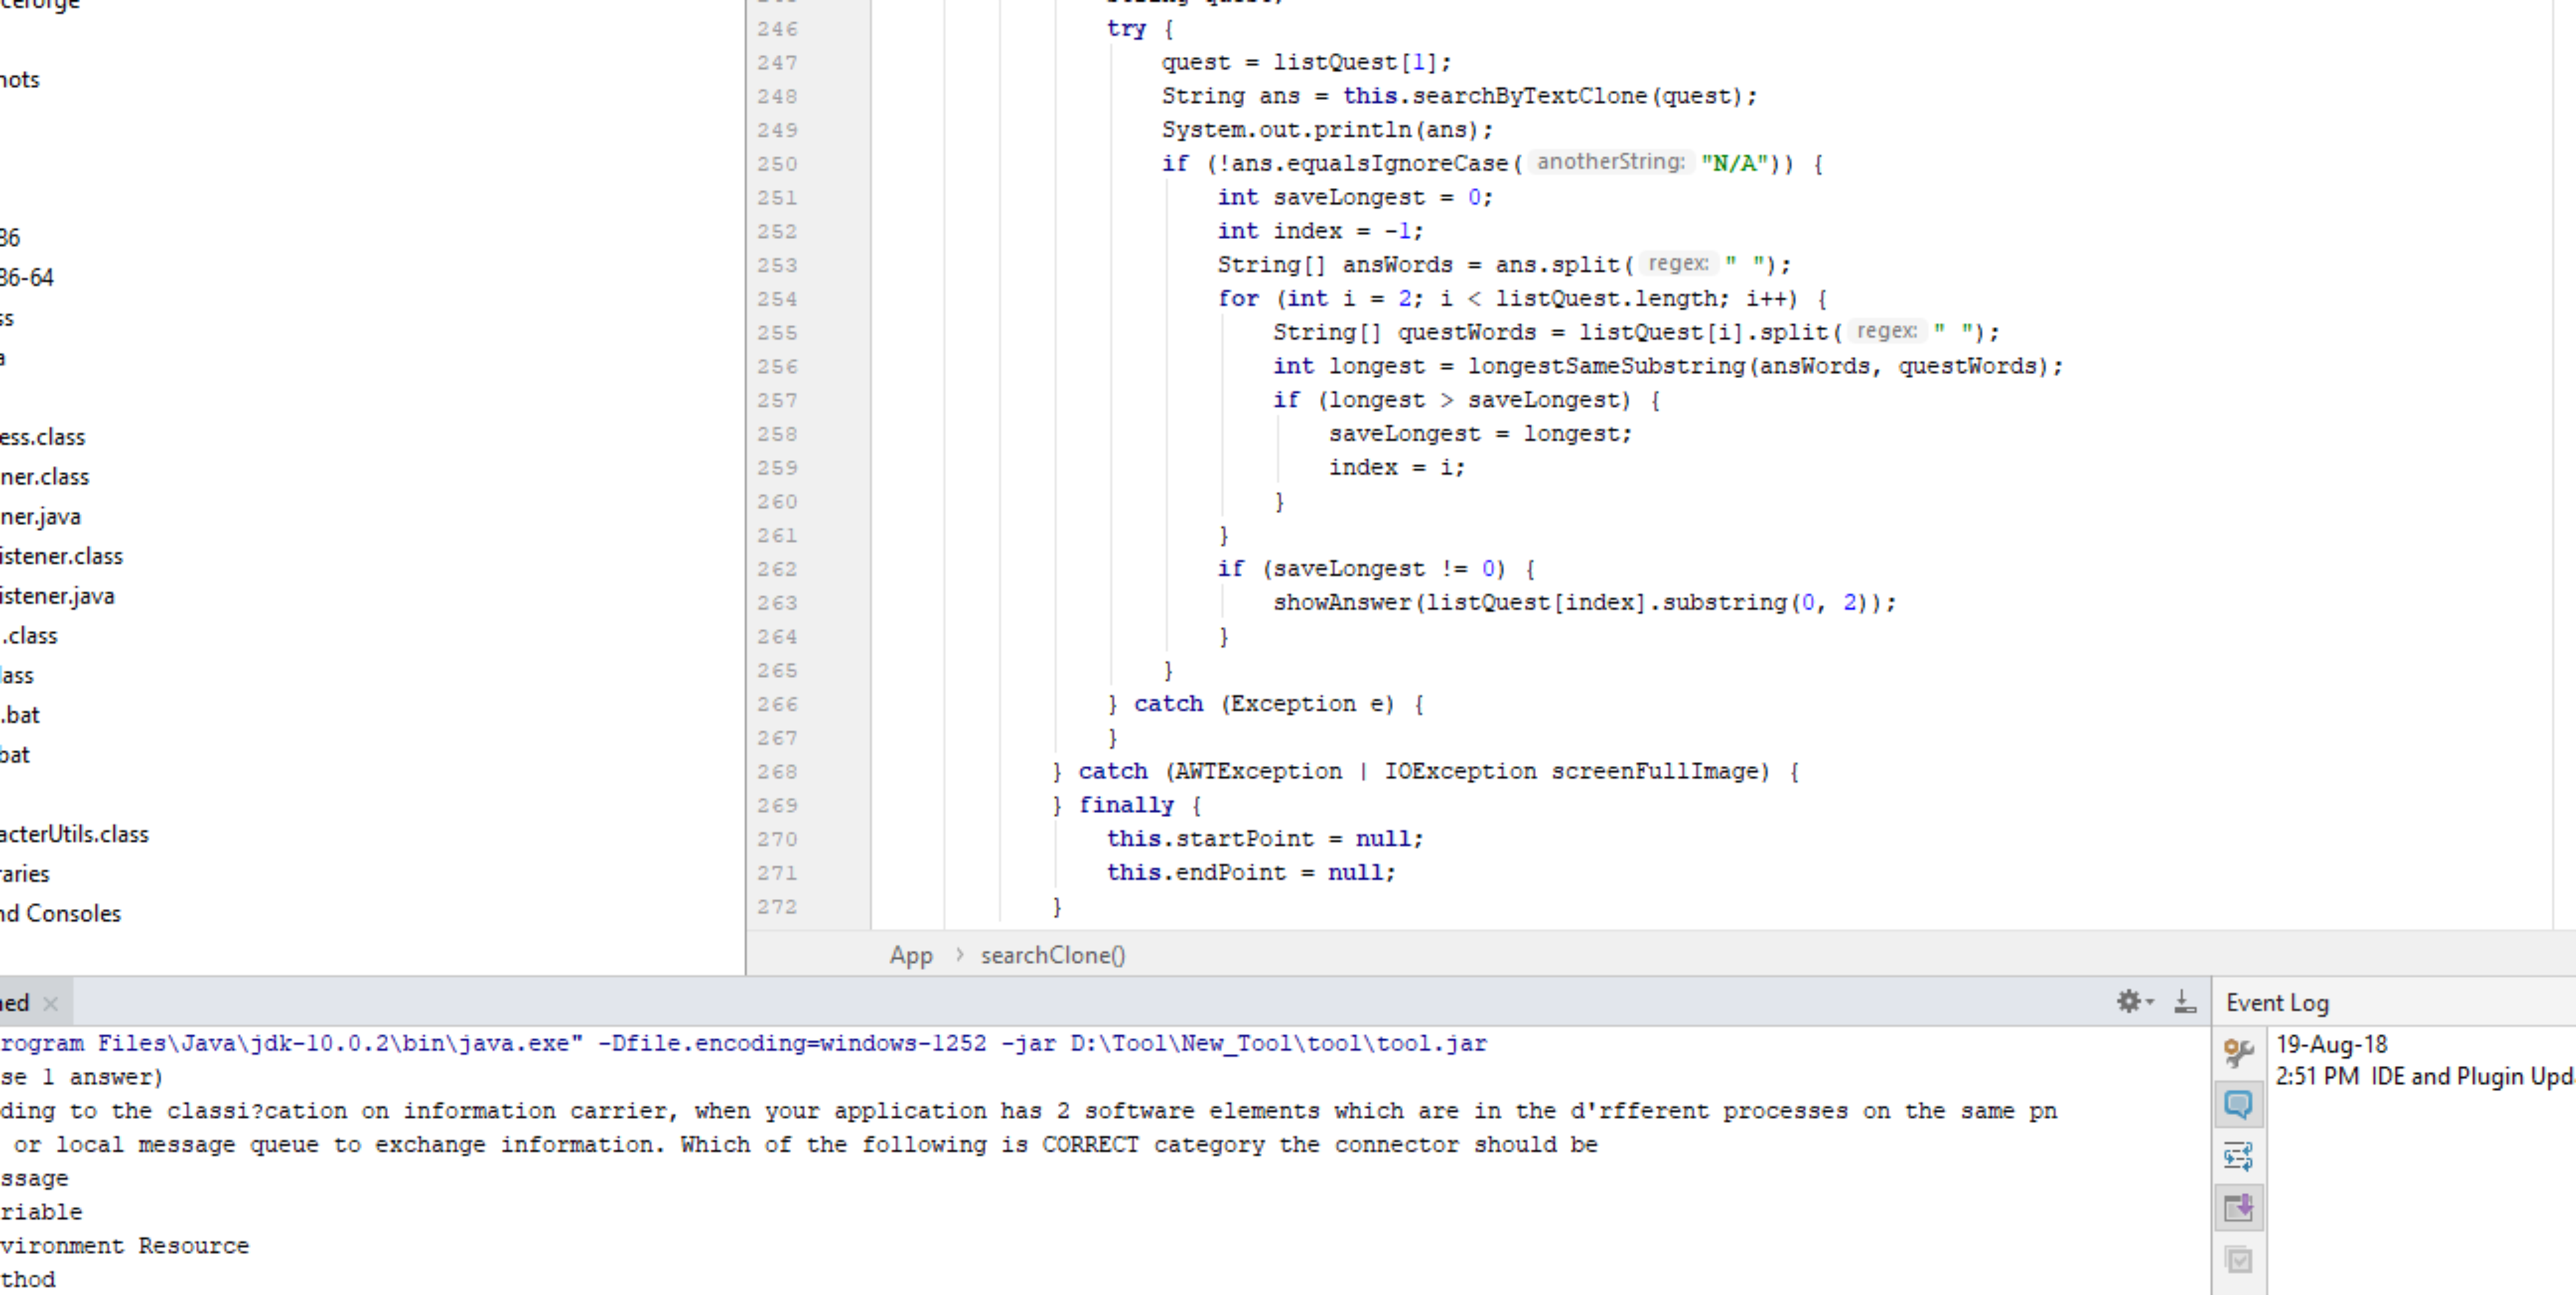 ceforge
nots
86
86-64
ss
a
ess.class
ner.class
ner.java
istener.class
istener.java
.class
lass
.bat
bat
acterUtils.class
raries
nd Consoles
246 try {
247 quest = listQuest[1];
248 String ans = this.searchByTextClone(quest);
249 System.out.println(ans);
250 if (!ans.equalsIgnoreCase( anotherString: "N/A")) {
251 int saveLongest = 0;
252 int index = -1;
253 String[] ansWords = ans.split( regex: " ");
254 for (int i = 2; i < listQuest.length; i++) {
255 String[] questWords = listQuest[i].split( regex: " ");
256 int longest = longestSameSubstring(ansWords, questWords);
257 if (longest > saveLongest) {
258 saveLongest = longest;
259 index = i;
260 }
261 }
262 if (saveLongest != 0) {
263 showAnswer(listQuest[index].substring(0, 2));
264 }
265 }
266 } catch (Exception e) {
267 }
268 } catch (AWTException | IOException screenFullImage) {
269 } finally {
270 this.startPoint = null;
271 this.endPoint = null;
272 }
App > searchClone()
ned
rogram Files\Java\jdk-10.0.2\bin\java.exe" -Dfile.encoding=windows-1252 -jar D:\Tool\New_Tool\tool\tool.jar
se 1 answer)
ding to the classi?cation on information carrier, when your application has 2 software elements which are in the d'rfferent processes on the same pn
or local message queue to exchange information. Which of the following is CORRECT category the connector should be
ssage
riable
vironment Resource
thod
Event Log
19-Aug-18
2:51 PM IDE and Plugin Upd